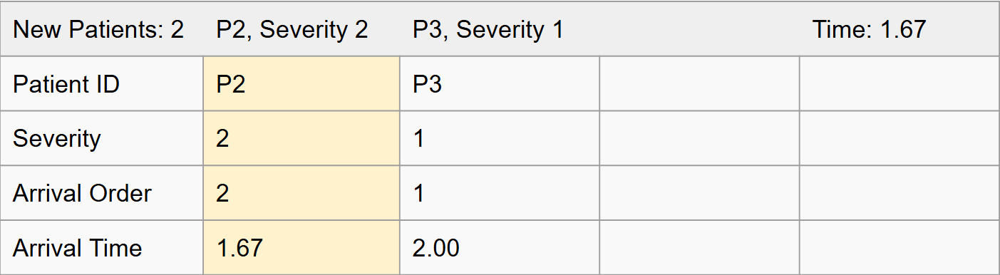 New Patients: 2 P2, Severity 2 P3, Severity 1 Time: 1.67
Patient ID P2 P3
Severity 2 1
Arrival Order 2 1
Arrival Time 1.67 2.00